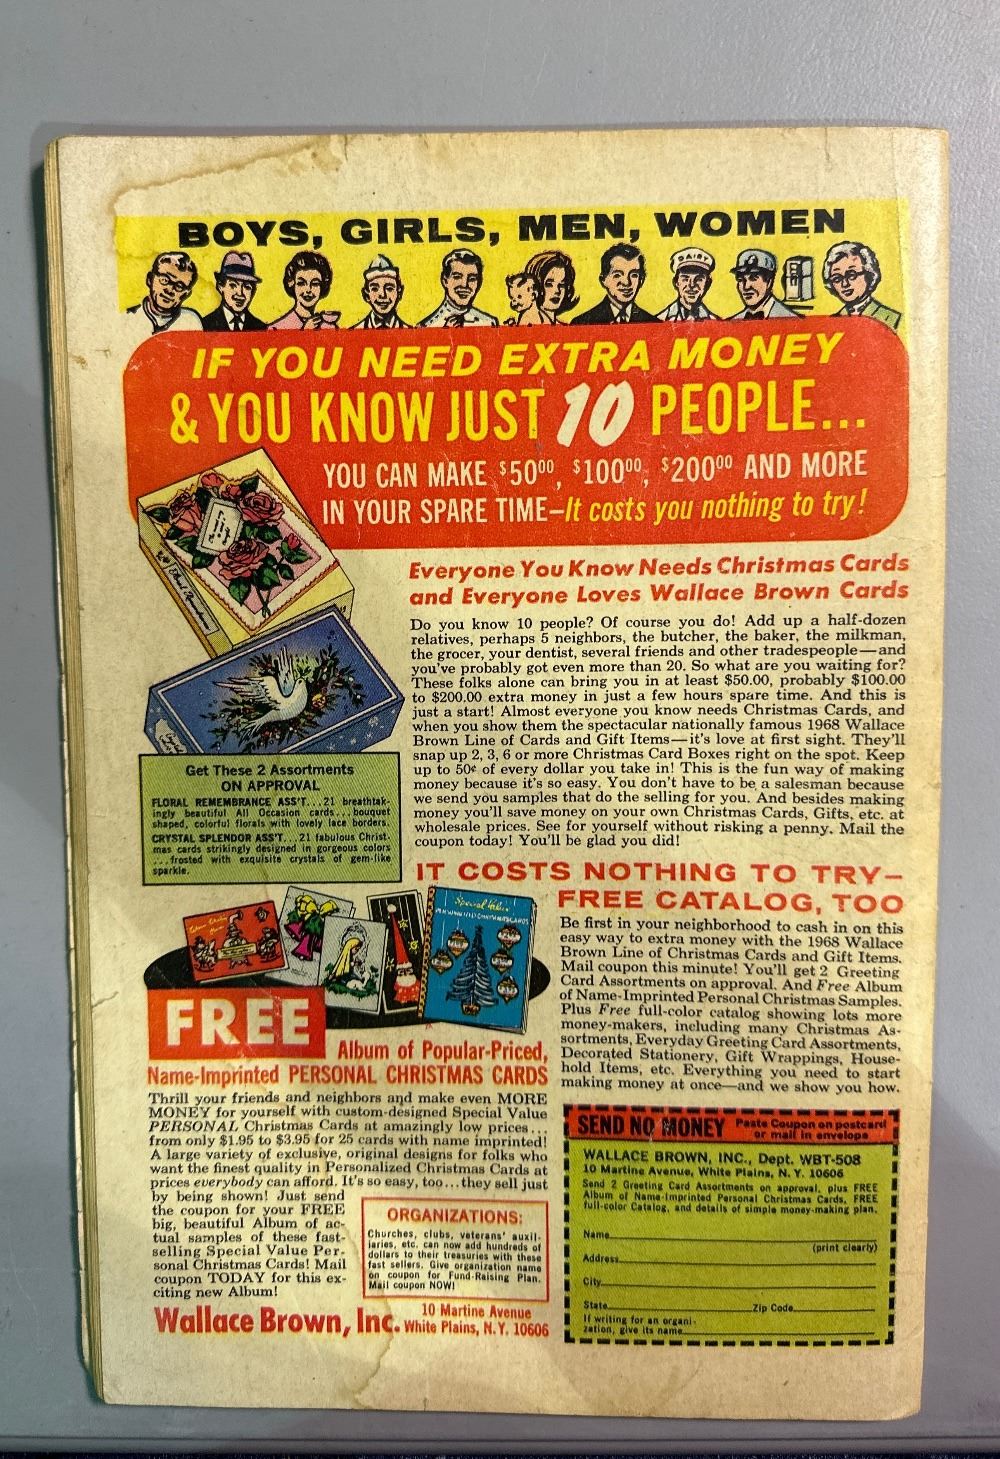 BOYS, GIRLS, MEN, WOMEN
DAIRY
IF YOU NEED EXTRA MONEY
& YOU KNOW JUST 10 PEOPLE...
YOU CAN MAKE $50⁰⁰, $100⁰⁰, $200⁰⁰ AND MORE
IN YOUR SPARE TIME—It costs you nothing to try!
Everyone You Know Needs Christmas Cards
and Everyone Loves Wallace Brown Cards
Do you know 10 people? Of course you do! Add up a half-dozen
relatives, perhaps 5 neighbors, the butcher, the baker, the milkman,
the grocer, your dentist, several friends and other tradespeople—and
you've probably got even more than 20. So what are you waiting for?
These folks alone can bring you in at least $50.00, probably $100.00
to $200.00 extra money in just a few hours spare time. And this is
just a start! Almost everyone you know needs Christmas Cards, and
when you show them the spectacular nationally famous 1968 Wallace
Brown Line of Cards and Gift Items—it's love at first sight. They'll
snap up 2, 3, 6 or more Christmas Card Boxes right on the spot. Keep
up to 50¢ of every dollar you take in! This is the fun way of making
money because it's so easy. You don't have to be a salesman because
we send you samples that do the selling for you. And besides making
money you'll save money on your own Christmas Cards, Gifts, etc. at
wholesale prices. See for yourself without risking a penny. Mail the
coupon today! You'll be glad you did!
Get These 2 Assortments
ON APPROVAL
FLORAL REMEMBRANCE ASS'T...21 breathtak-
ingly beautiful All Occasion cards...bouquet
shaped, colorful florals with lovely lace borders.
CRYSTAL SPLENDOR ASS'T...21 fabulous Christ-
mas cards strikingly designed in gorgeous colors
...frosted with exquisite crystals of gem-like
sparkle.
IT COSTS NOTHING TO TRY—
FREE CATALOG, TOO
Be first in your neighborhood to cash in on this
easy way to extra money with the 1968 Wallace
Brown Line of Christmas Cards and Gift Items.
Mail coupon this minute! You'll get 2 Greeting
Card Assortments on approval. And Free Album
of Name-Imprinted Personal Christmas Samples.
Plus Free full-color catalog showing lots more
money-makers, including many Christmas As-
sortments, Everyday Greeting Card Assortments,
Decorated Stationery, Gift Wrappings, House-
hold Items, etc. Everything you need to start
making money at once—and we show you how.
Special Value
FREE
Album of Popular-Priced,
Name-Imprinted PERSONAL CHRISTMAS CARDS
Thrill your friends and neighbors and make even MORE
MONEY for yourself with custom-designed Special Value
PERSONAL Christmas Cards at amazingly low prices...
from only $1.95 to $3.95 for 25 cards with name imprinted!
A large variety of exclusive, original designs for folks who
want the finest quality in Personalized Christmas Cards at
prices everybody can afford. It's so easy, too...they sell just
by being shown! Just send
the coupon for your FREE
big, beautiful Album of ac-
tual samples of these fast-
selling Special Value Per-
sonal Christmas Cards! Mail
coupon TODAY for this ex-
citing new Album!
ORGANIZATIONS:
Churches, clubs, veterans' auxil-
iaries, etc. can now add hundreds of
dollars to their treasuries with these
fast sellers. Give organization name
on coupon for Fund-Raising Plan.
Mail coupon NOW!
Wallace Brown, Inc. 10 Martine Avenue
White Plains, N.Y. 10606
SEND NO MONEY Paste Coupon on postcard
or mail in envelope
WALLACE BROWN, INC., Dept. WBT-508
10 Martine Avenue, White Plains, N. Y. 10606
Send 2 Greeting Card Assortments on approval, plus FREE
Album of Name-Imprinted Personal Christmas Cards, FREE
full-color Catalog, and details of simple money-making plan.
Name
(print clearly)
Address
City
State Zip Code
If writing for an organi-
zation, give its name